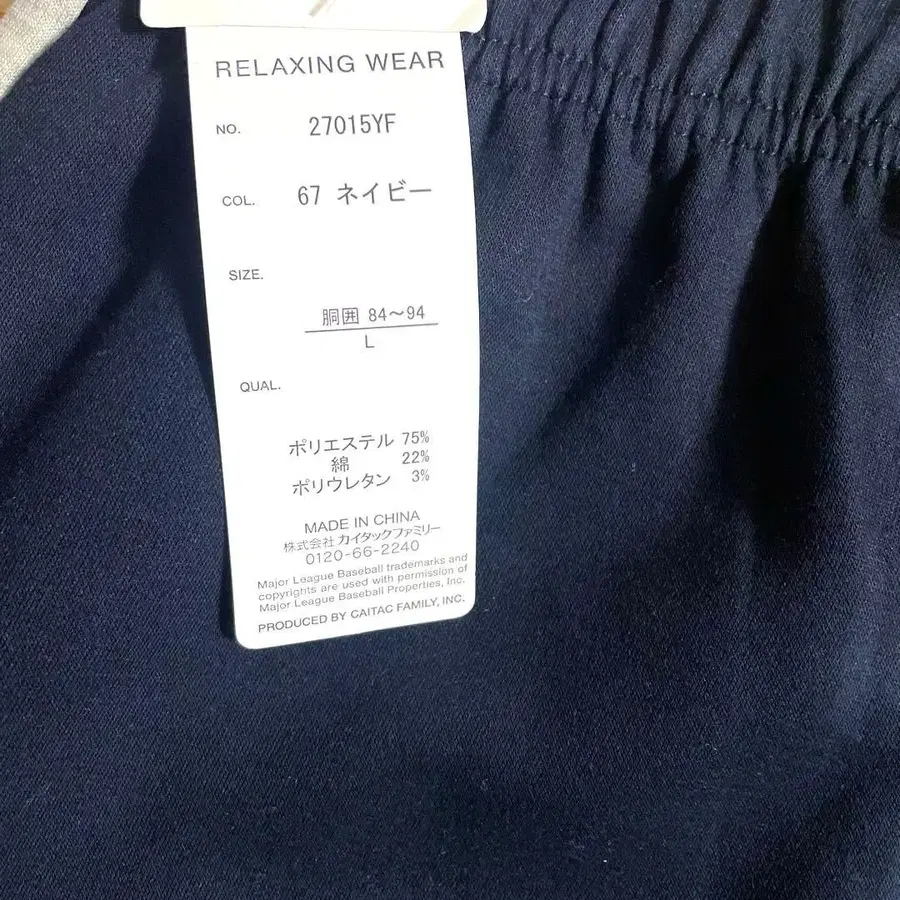 RELAXING WEAR
NO. 27015YF
COL. 67 ネイビー
SIZE.
胴囲 84～94
L
QUAL.
ポリエステル 75%
綿 22%
ポリウレタン 3%
MADE IN CHINA
株式会社 カイタックファミリー
0120-66-2240
Major League Baseball trademarks and
copyrights are used with permission of
Major League Baseball Properties, Inc.
PRODUCED BY CAITAC FAMILY, INC.